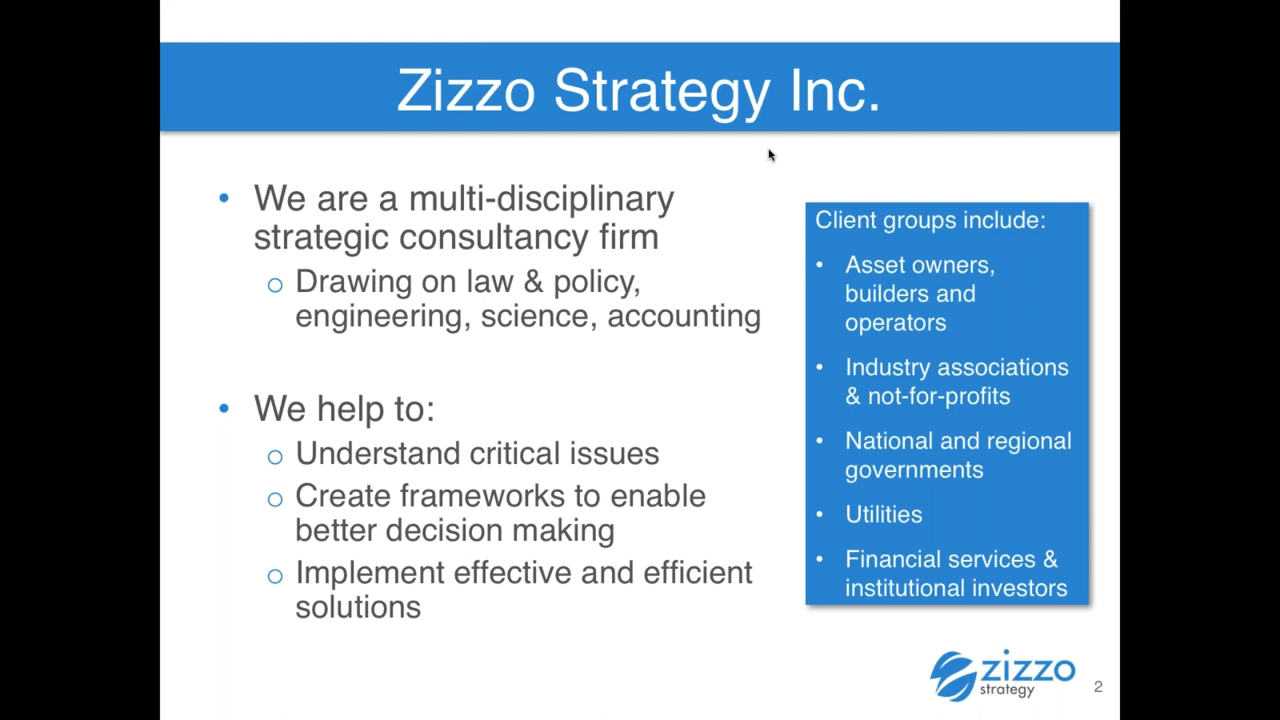 Zizzo Strategy Inc.
• We are a multi-disciplinary
strategic consultancy firm
o Drawing on law & policy,
engineering, science, accounting
• We help to:
o Understand critical issues
o Create frameworks to enable
better decision making
o Implement effective and efficient
solutions
Client groups include:
• Asset owners,
builders and
operators
• Industry associations
& not-for-profits
• National and regional
governments
• Utilities
• Financial services &
institutional investors
zizzo
strategy
2